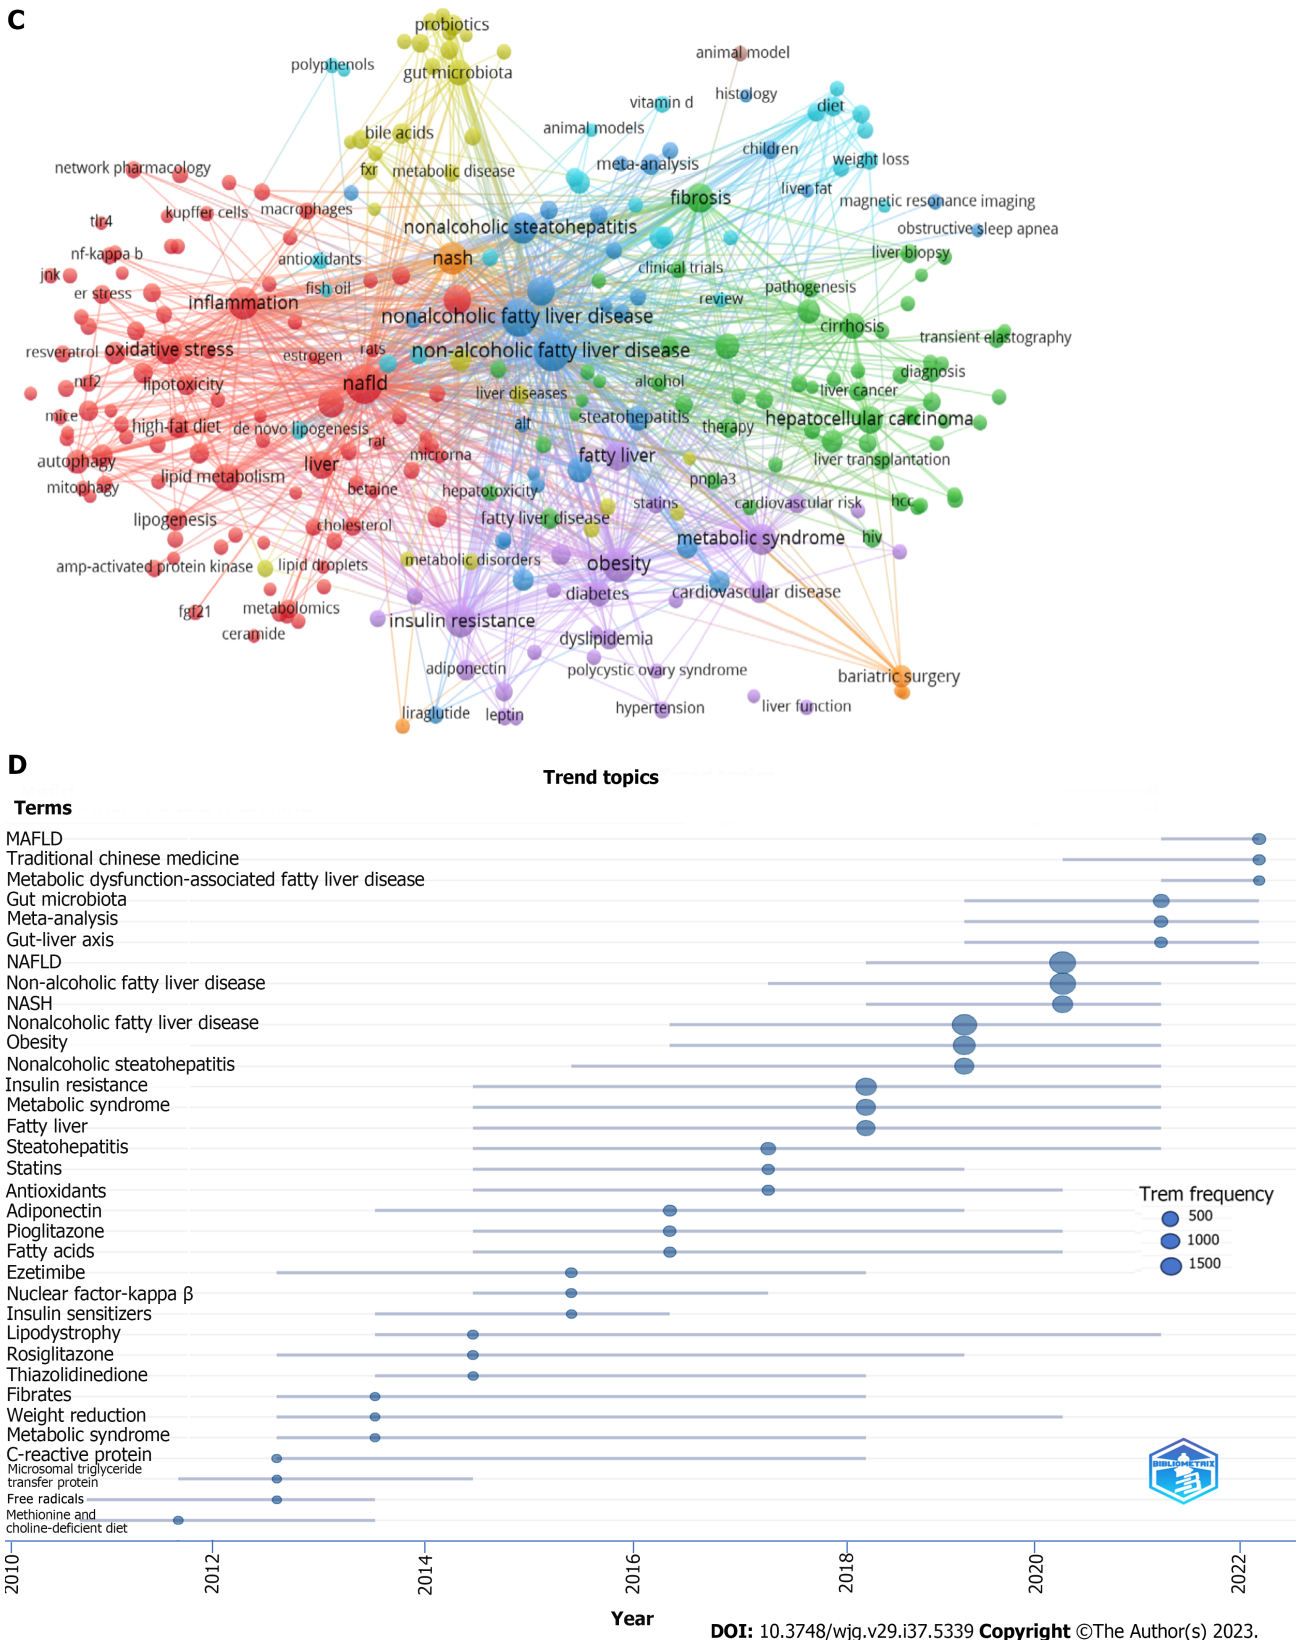 C
probiotics
gut microbiota
polyphenols
animal model
histology
vitamin d
diet
animal models
bile acids
children
weight loss
meta-analysis
network pharmacology
fxr
metabolic disease
liver fat
fibrosis
magnetic resonance imaging
kupffer cells
macrophages
tlr4
nonalcoholic steatohepatitis
obstructive sleep apnea
nf-kappa b
antioxidants
nash
clinical trials
liver biopsy
jnk
er stress
fish oil
inflammation
review
pathogenesis
nonalcoholic fatty liver disease
cirrhosis
transient elastography
resveratrol
oxidative stress
estrogen
rats
non-alcoholic fatty liver disease
nrf2
lipotoxicity
nafld
liver diseases
alcohol
liver cancer
diagnosis
mice
high-fat diet
de novo lipogenesis
alt
steatohepatitis
therapy
hepatocellular carcinoma
rat
autophagy
liver
microrna
fatty liver
liver transplantation
mitophagy
lipid metabolism
betaine
hepatotoxicity
pnpla3
statins
cardiovascular risk
hcc
lipogenesis
cholesterol
fatty liver disease
metabolic syndrome
hiv
amp-activated protein kinase
lipid droplets
metabolic disorders
obesity
diabetes
cardiovascular disease
fgf21
metabolomics
ceramide
insulin resistance
dyslipidemia
adiponectin
polycystic ovary syndrome
bariatric surgery
liraglutide
leptin
hypertension
liver function
D
Trend topics
Terms
MAFLD
Traditional chinese medicine
Metabolic dysfunction-associated fatty liver disease
Gut microbiota
Meta-analysis
Gut-liver axis
NAFLD
Non-alcoholic fatty liver disease
NASH
Nonalcoholic fatty liver disease
Obesity
Nonalcoholic steatohepatitis
Insulin resistance
Metabolic syndrome
Fatty liver
Steatohepatitis
Statins
Antioxidants
Adiponectin
Pioglitazone
Fatty acids
Ezetimibe
Nuclear factor-kappa β
Insulin sensitizers
Lipodystrophy
Rosiglitazone
Thiazolidinedione
Fibrates
Weight reduction
Metabolic syndrome
C-reactive protein
Microsomal triglyceride
transfer protein
Free radicals
Methionine and
choline-deficient diet
Trem frequency
500
1000
1500
BIBLIOMETRIX
2010
2012
2014
2016
2018
2020
2022
Year
DOI: 10.3748/wjg.v29.i37.5339 Copyright ©The Author(s) 2023.